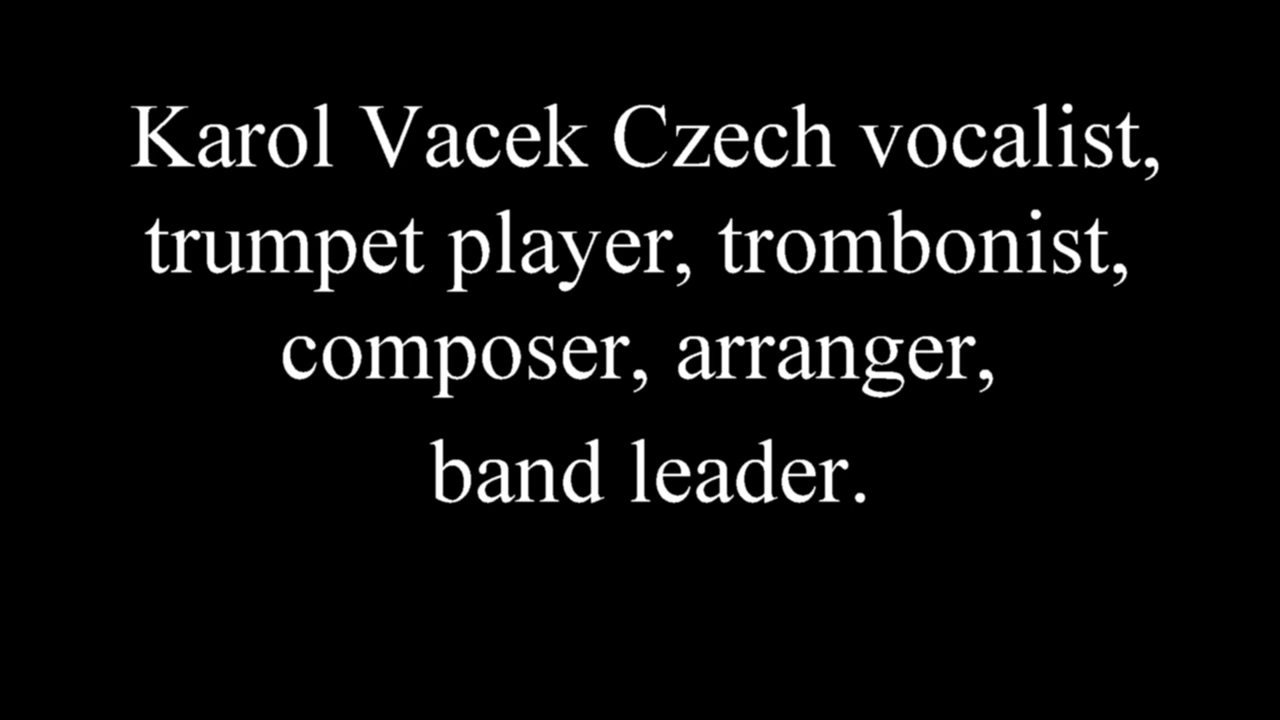 Karol Vacek Czech vocalist,
trumpet player, trombonist,
composer, arranger,
band leader.